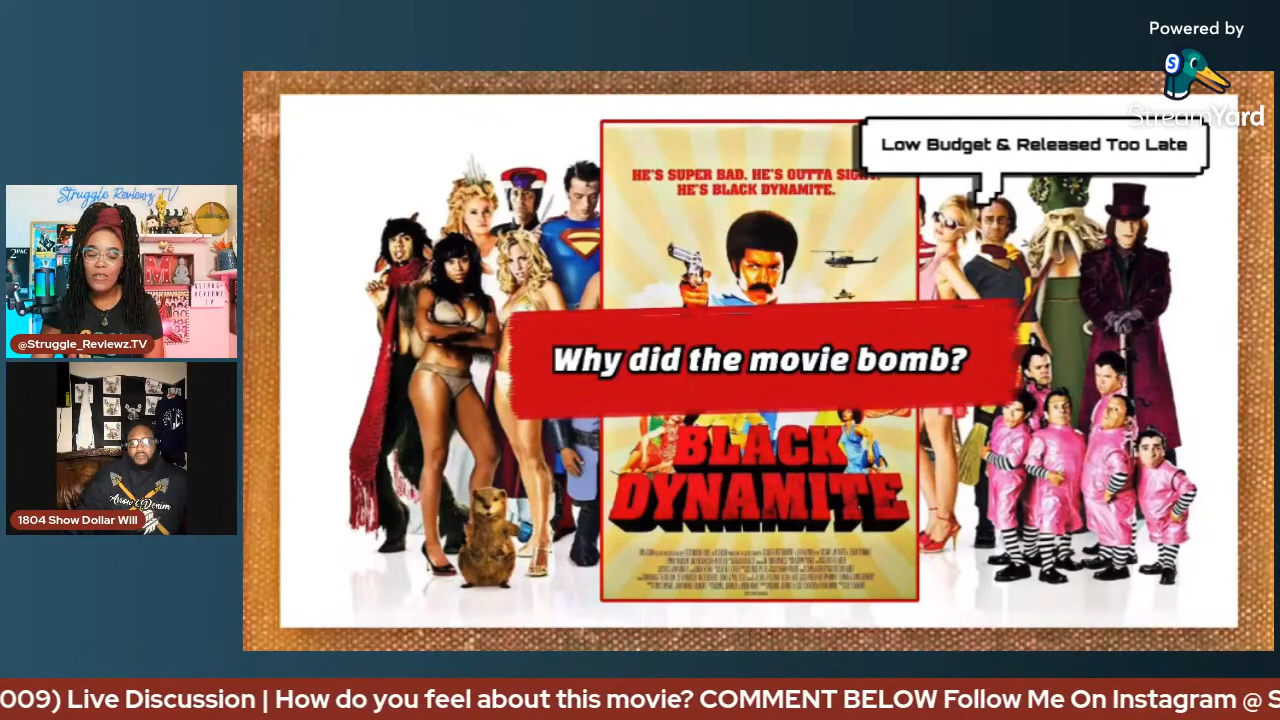 Powered by
StreamYard
Low Budget & Released Too Late
HE'S SUPER BAD. HE'S OUTTA
HE'S BLACK DYNAMITE.
Why did the movie bomb?
BLACK
DYNAMITE
Struggle Reviewz TV
2PAC
@Struggle_Reviewz.TV
1804 Show Dollar Will
009) Live Discussion | How do you feel about this movie? COMMENT BELOW Follow Me On Instagram @ S